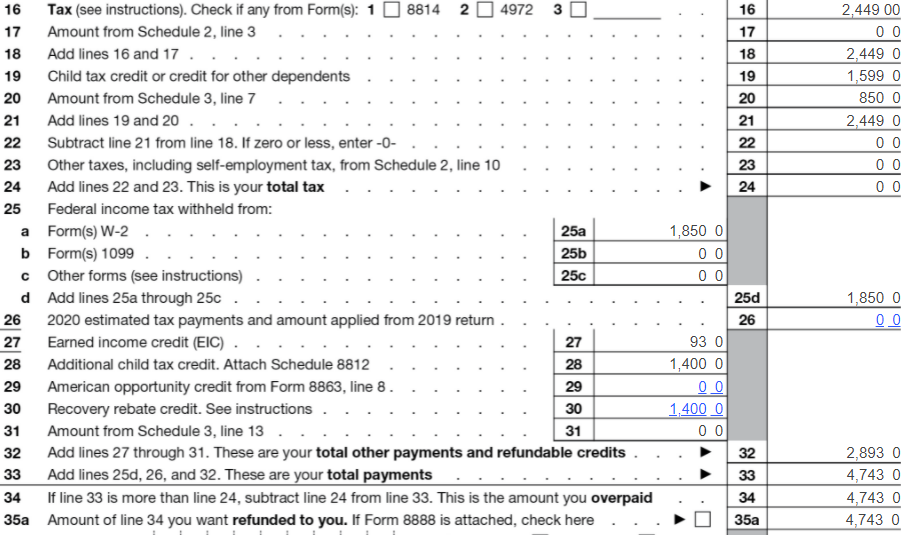 16 Tax (see instructions). Check if any from Form(s): 1 8814 2 4972 3 16 2,449 00
17 Amount from Schedule 2, line 3 17 0 0
18 Add lines 16 and 17 18 2,449 0
19 Child tax credit or credit for other dependents 19 1,599 0
20 Amount from Schedule 3, line 7 20 850 0
21 Add lines 19 and 20 21 2,449 0
22 Subtract line 21 from line 18. If zero or less, enter -0- 22 0 0
23 Other taxes, including self-employment tax, from Schedule 2, line 10 23 0 0
24 Add lines 22 and 23. This is your total tax ▶ 24 0 0
25 Federal income tax withheld from:
a Form(s) W-2 25a 1,850 0
b Form(s) 1099 25b 0 0
c Other forms (see instructions) 25c 0 0
d Add lines 25a through 25c 25d 1,850 0
26 2020 estimated tax payments and amount applied from 2019 return 26 0 0
27 Earned income credit (EIC) 27 93 0
28 Additional child tax credit. Attach Schedule 8812 28 1,400 0
29 American opportunity credit from Form 8863, line 8 29 0 0
30 Recovery rebate credit. See instructions 30 1,400 0
31 Amount from Schedule 3, line 13 31 0 0
32 Add lines 27 through 31. These are your total other payments and refundable credits ▶ 32 2,893 0
33 Add lines 25d, 26, and 32. These are your total payments ▶ 33 4,743 0
34 If line 33 is more than line 24, subtract line 24 from line 33. This is the amount you overpaid 34 4,743 0
35a Amount of line 34 you want refunded to you. If Form 8888 is attached, check here ▶ 35a 4,743 0